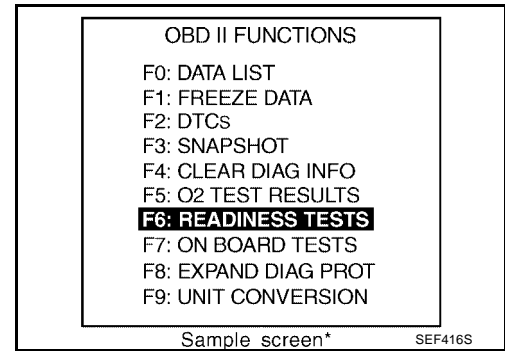 OBD II FUNCTIONS
F0: DATA LIST
F1: FREEZE DATA
F2: DTCs
F3: SNAPSHOT
F4: CLEAR DIAG INFO
F5: O2 TEST RESULTS
F6: READINESS TESTS
F7: ON BOARD TESTS
F8: EXPAND DIAG PROT
F9: UNIT CONVERSION
Sample screen*
SEF416S